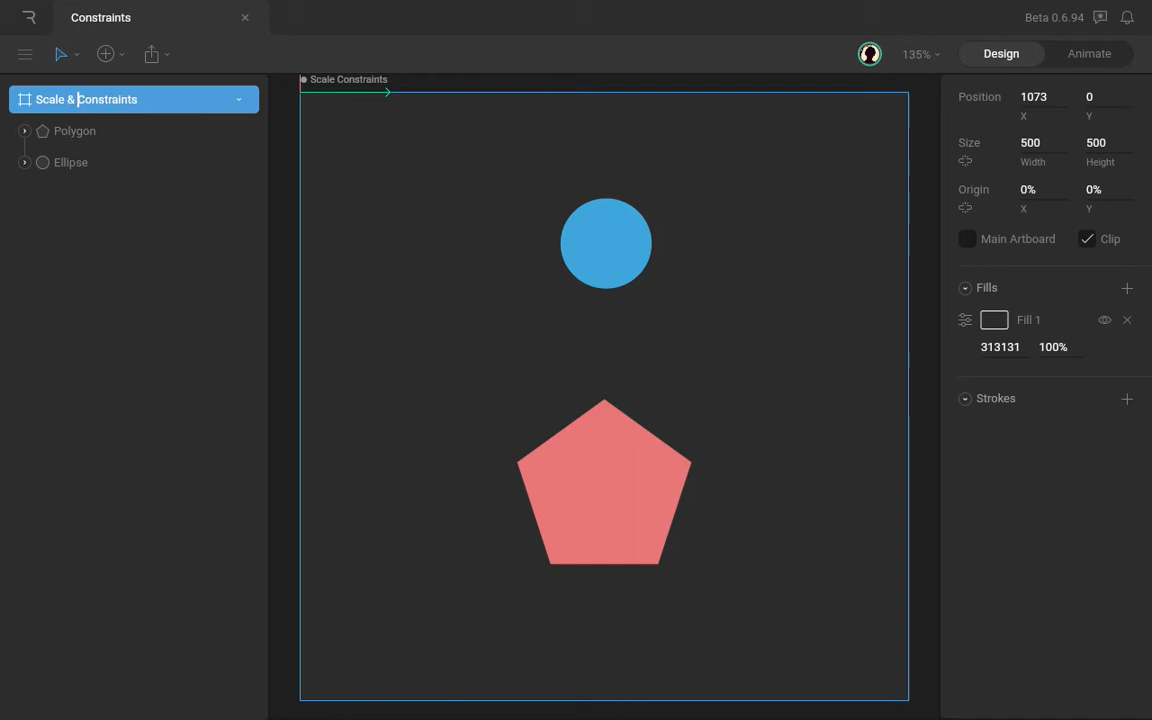 Constraints
Beta 0.6.94
135%
Design
Animate
Scale & Constraints
Polygon
Ellipse
Scale Constraints
Position
1073
0
X
Y
Size
500
500
Width
Height
Origin
0%
0%
X
Y
Main Artboard
Clip
Fills
Fill 1
313131
100%
Strokes